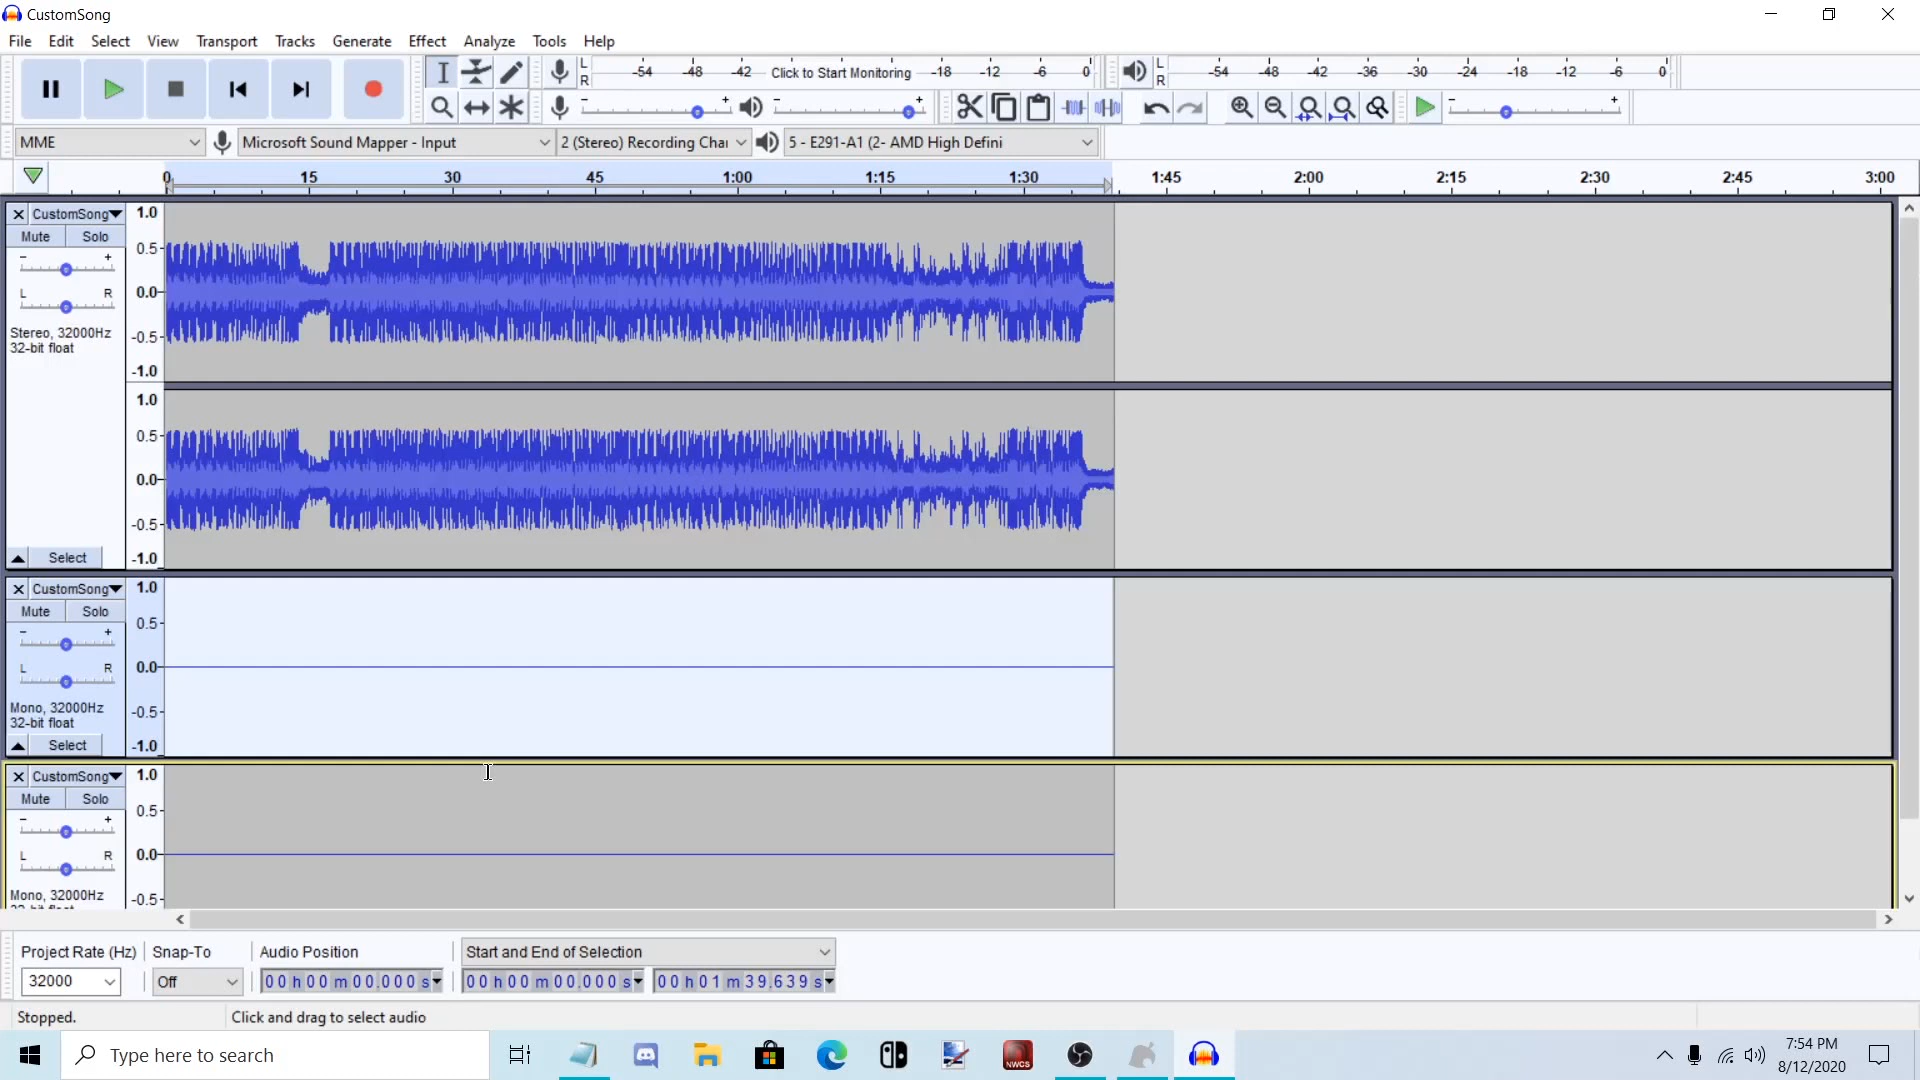 CustomSong
File Edit Select View Transport Tracks Generate Effect Analyze Tools Help
L R -54 -48 -42 Click to Start Monitoring -18 -12 -6 0 L R -54 -48 -42 -36 -30 -24 -18 -12 -6 0
MME Microsoft Sound Mapper - Input 2 (Stereo) Recording Chai 5 - E291-A1 (2- AMD High Defini
0 15 30 45 1:00 1:15 1:30 1:45 2:00 2:15 2:30 2:45 3:00
CustomSong 1.0
Mute Solo
0.5
- +
L R 0.0
Stereo, 32000Hz
32-bit float
-0.5
-1.0
1.0
0.5
0.0
-0.5
Select -1.0
CustomSong 1.0
Mute Solo
0.5
- +
L R 0.0
Mono, 32000Hz
32-bit float
-0.5
Select -1.0
CustomSong 1.0
Mute Solo
0.5
- +
L R 0.0
Mono, 32000Hz
-0.5
Project Rate (Hz) Snap-To Audio Position Start and End of Selection
32000 Off 00 h 00 m 00.000 s 00 h 00 m 00.000 s 00 h 01 m 39.639 s
Stopped. Click and drag to select audio
Type here to search
NWCS
7:54 PM
8/12/2020